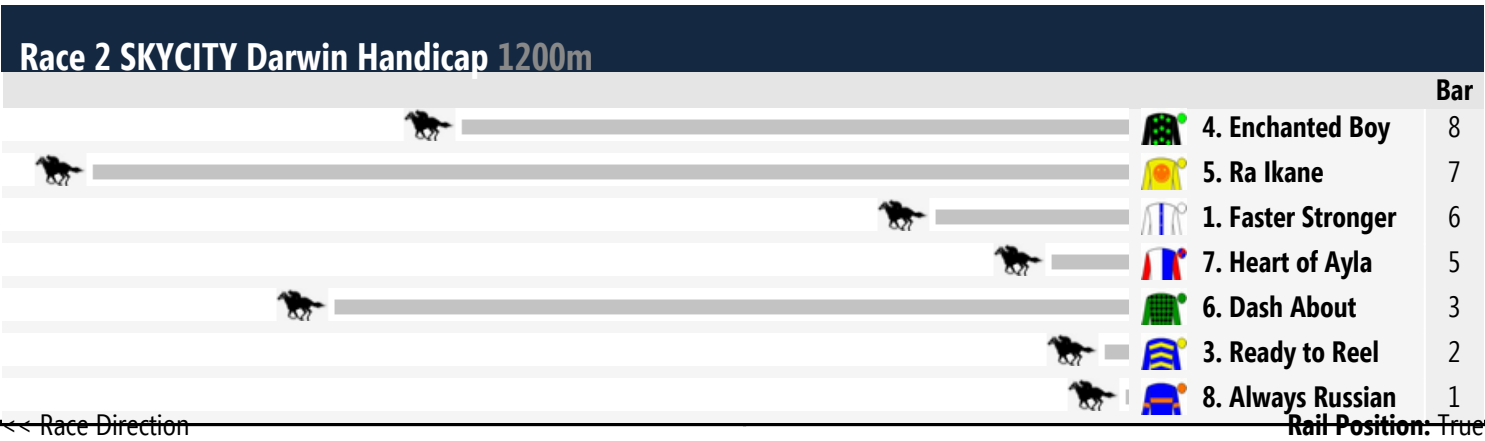 Race 2 SKYCITY Darwin Handicap 1200m
Bar
4. Enchanted Boy 8
5. Ra Ikane 7
1. Faster Stronger 6
7. Heart of Ayla 5
6. Dash About 3
3. Ready to Reel 2
8. Always Russian 1
<< Race Direction Rail Position: True